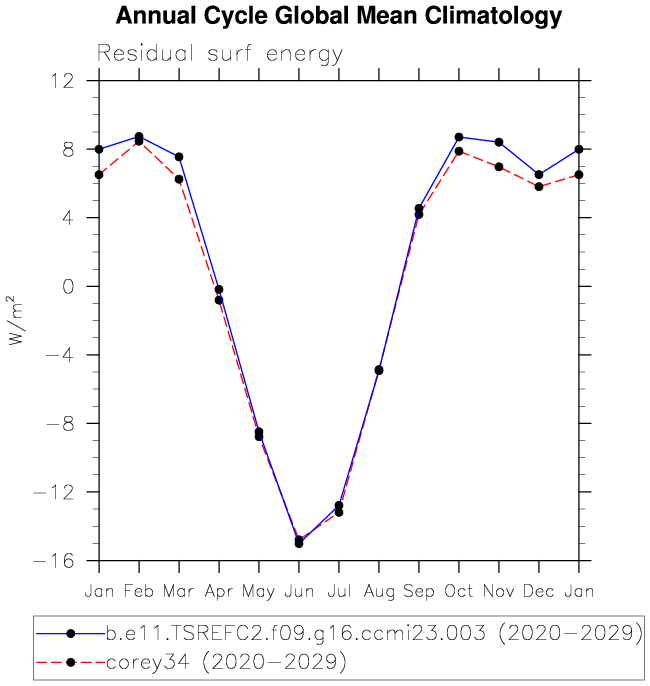 Annual Cycle Global Mean Climatology
Residual surf energy
12
8
4
0
−4
−8
−12
−16
W/m²
Jan Feb Mar Apr May Jun Jul Aug Sep Oct Nov Dec Jan
b.e11.TSREFC2.f09.g16.ccmi23.003 (2020−2029)
corey34 (2020−2029)